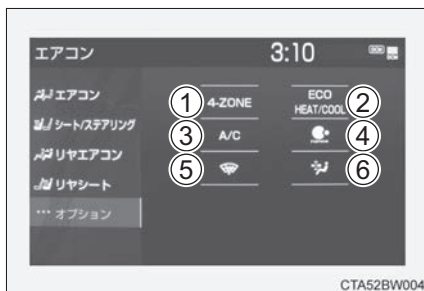 エアコン 3:10
エアコン
シート/ステアリング
リヤエアコン
リヤシート
… オプション
① 4-ZONE ECO HEAT/COOL ②
③ A/C ④
⑤ ⑥
CTA52BW004